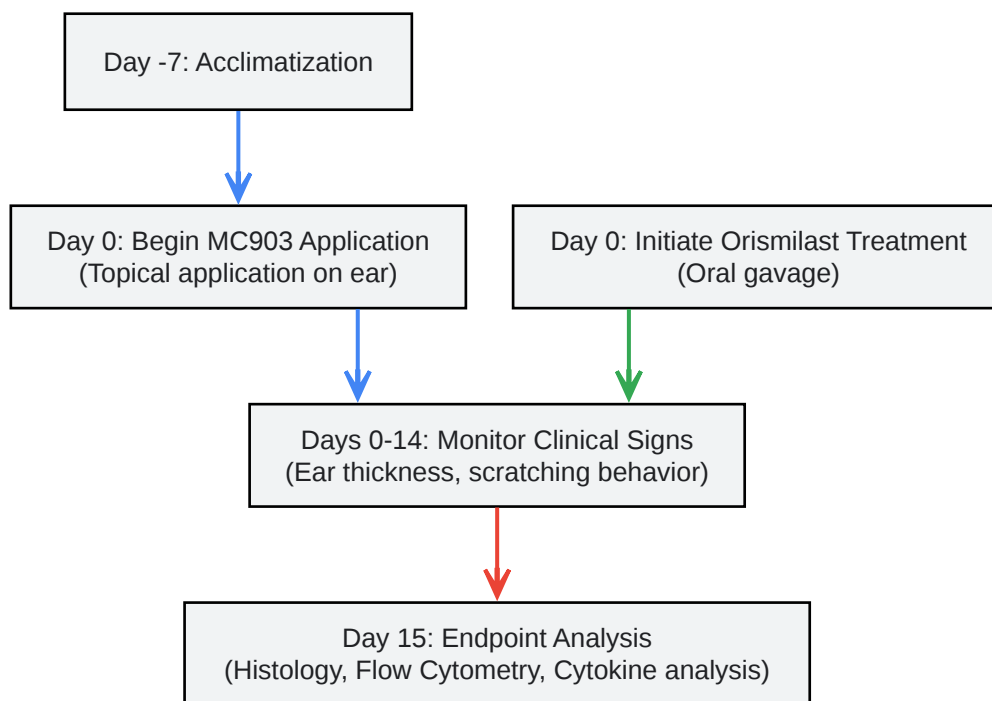 Day -7: Acclimatization
Day 0: Begin MC903 Application
(Topical application on ear)
Day 0: Initiate Orismilast Treatment
(Oral gavage)
Days 0-14: Monitor Clinical Signs
(Ear thickness, scratching behavior)
Day 15: Endpoint Analysis
(Histology, Flow Cytometry, Cytokine analysis)